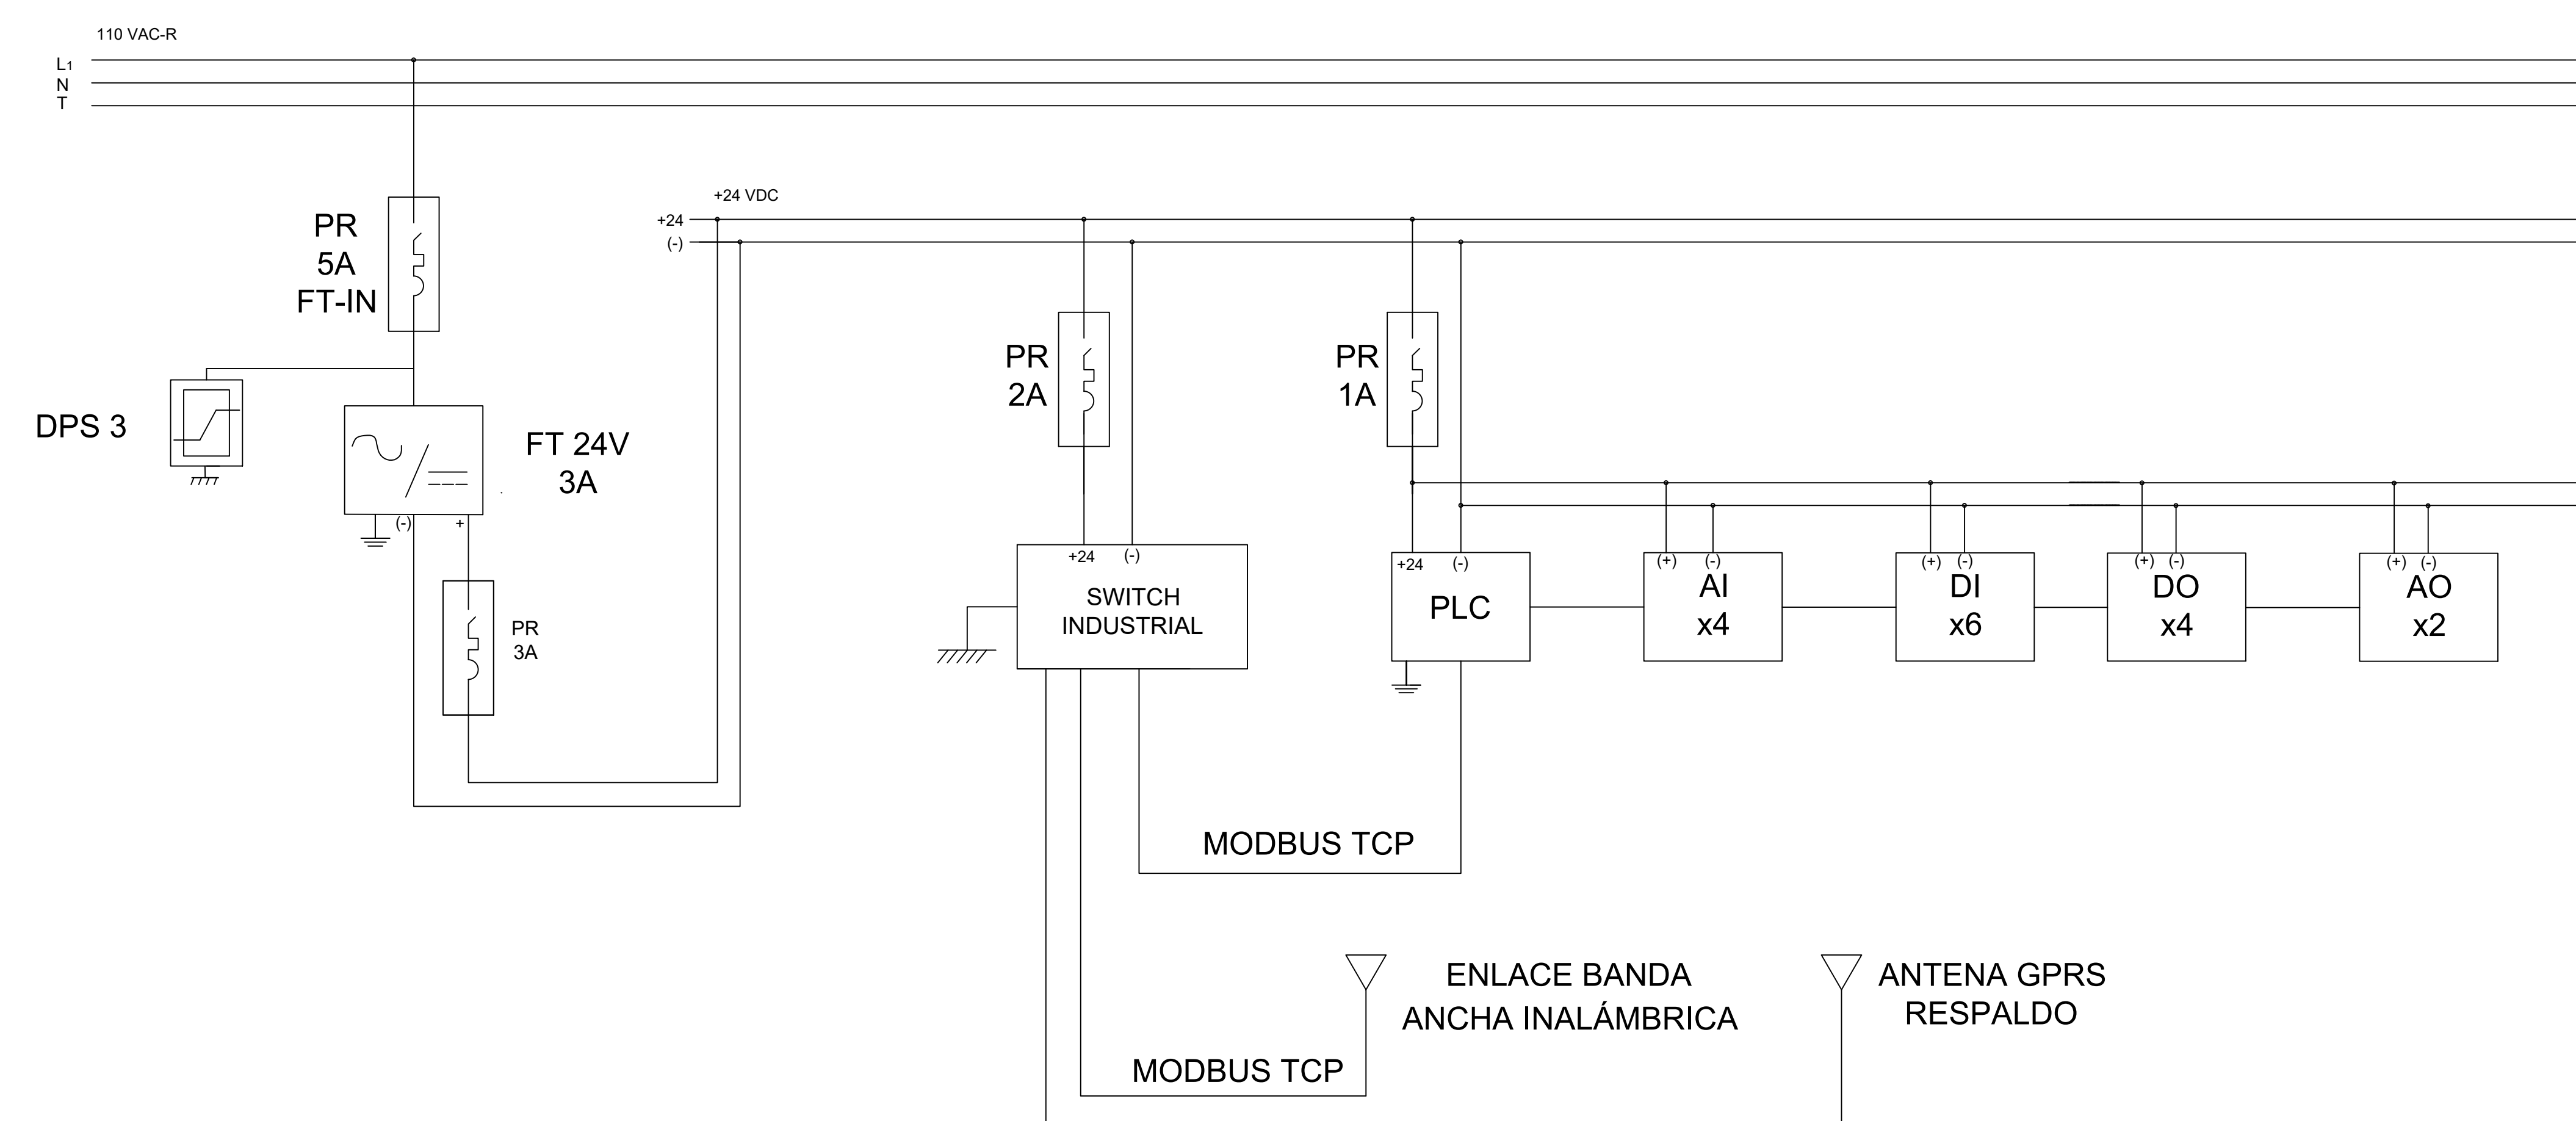 110 VAC-R
L1
N
T
+24 VDC
+24
(-)
PR
5A
FT-IN
PR
2A
PR
1A
DPS 3
FT 24V
3A
(-) +
PR
3A
+24 (-)
SWITCH
INDUSTRIAL
+24 (-)
PLC
(+) (-)
AI
x4
(+) (-)
DI
x6
(+) (-)
DO
x4
(+) (-)
AO
x2
MODBUS TCP
ENLACE BANDA
ANCHA INALÁMBRICA
ANTENA GPRS
RESPALDO
MODBUS TCP